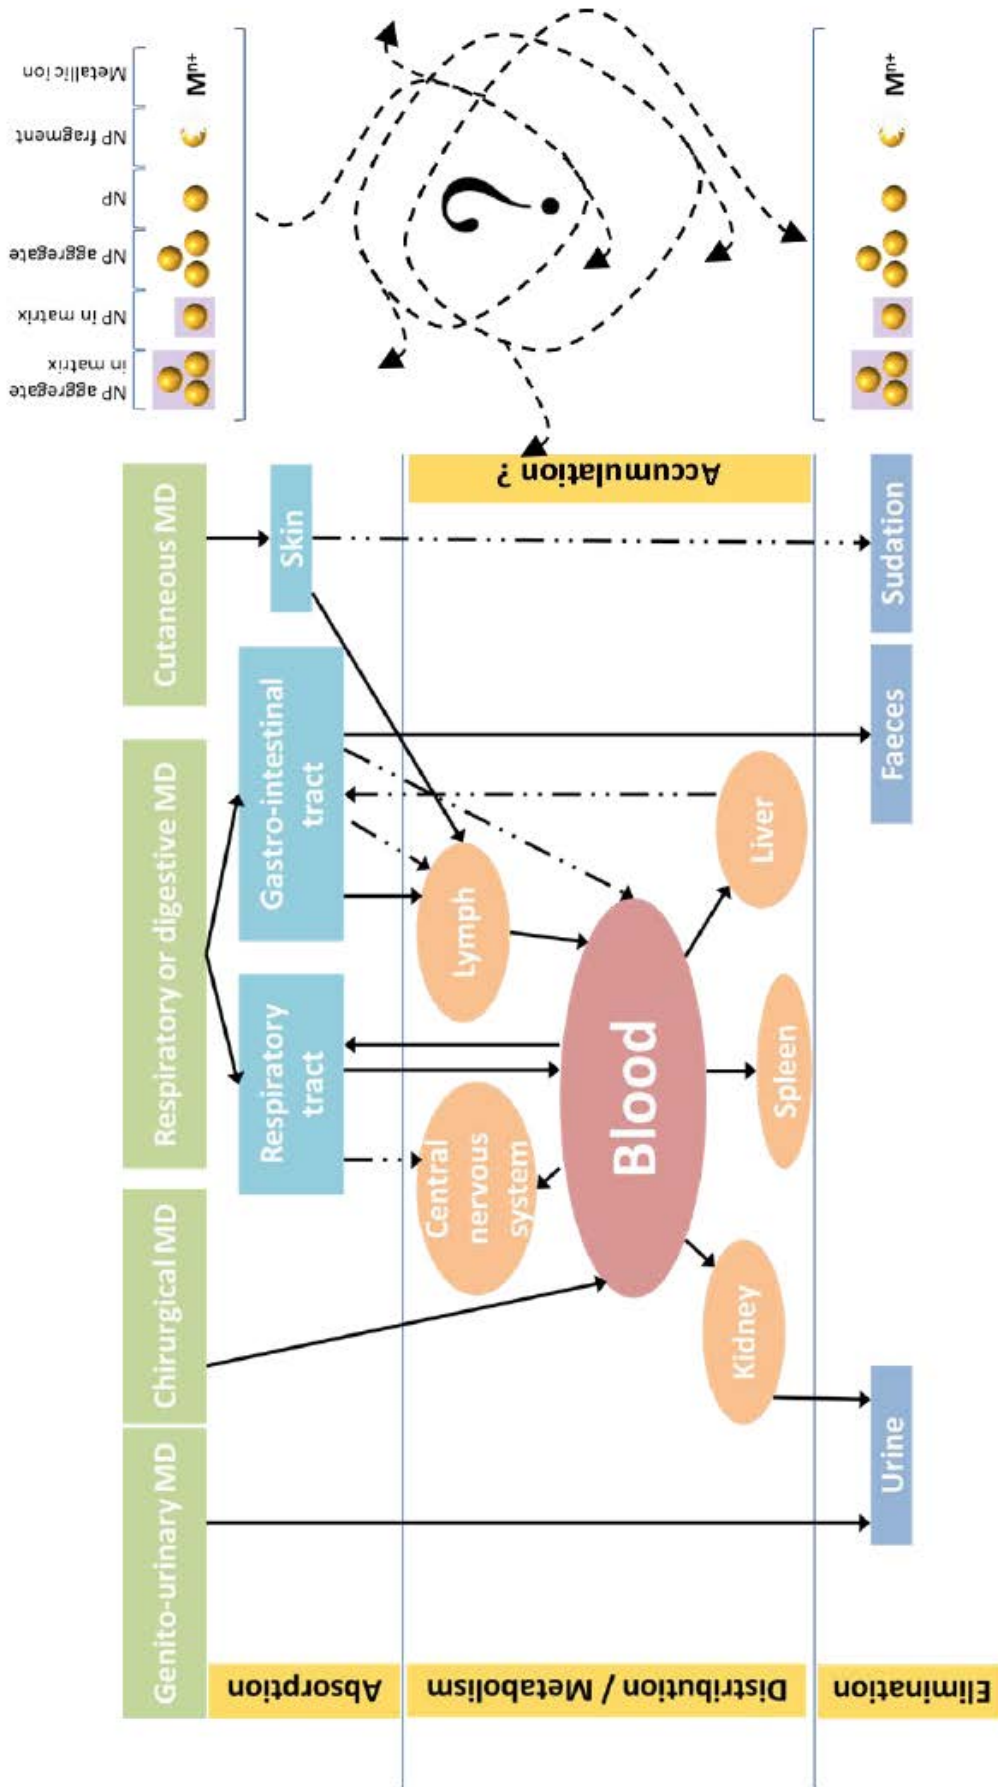 Genito-urinary MD
Chirurgical MD
Respiratory or digestive MD
Cutaneous MD
NP aggregate
in matrix
NP in matrix
NP aggregate
NP
NP fragment
Metallic ion
Mn+
Absorption
Respiratory
tract
Gastro-intestinal
tract
Skin
Distribution / Metabolism
Central
nervous
system
Lymph
Blood
Kidney
Spleen
Liver
Accumulation ?
?
Elimination
Urine
Faeces
Sudation
Mn+